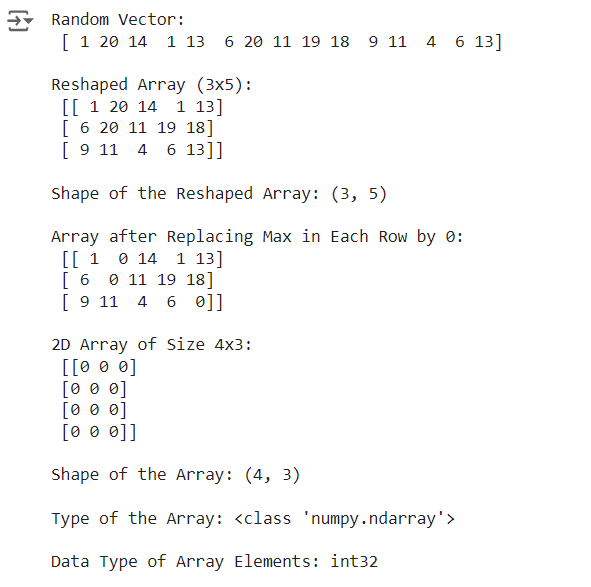 Random Vector:
[ 1 20 14  1 13  6 20 11 19 18  9 11  4  6 13]
Reshaped Array (3x5):
[[ 1 20 14  1 13]
[ 6 20 11 19 18]
[ 9 11  4  6 13]]
Shape of the Reshaped Array: (3, 5)
Array after Replacing Max in Each Row by 0:
[[ 1  0 14  1 13]
[ 6  0 11 19 18]
[ 9 11  4  6  0]]
2D Array of Size 4x3:
[[0 0 0]
[0 0 0]
[0 0 0]
[0 0 0]]
Shape of the Array: (4, 3)
Type of the Array: <class 'numpy.ndarray'>
Data Type of Array Elements: int32